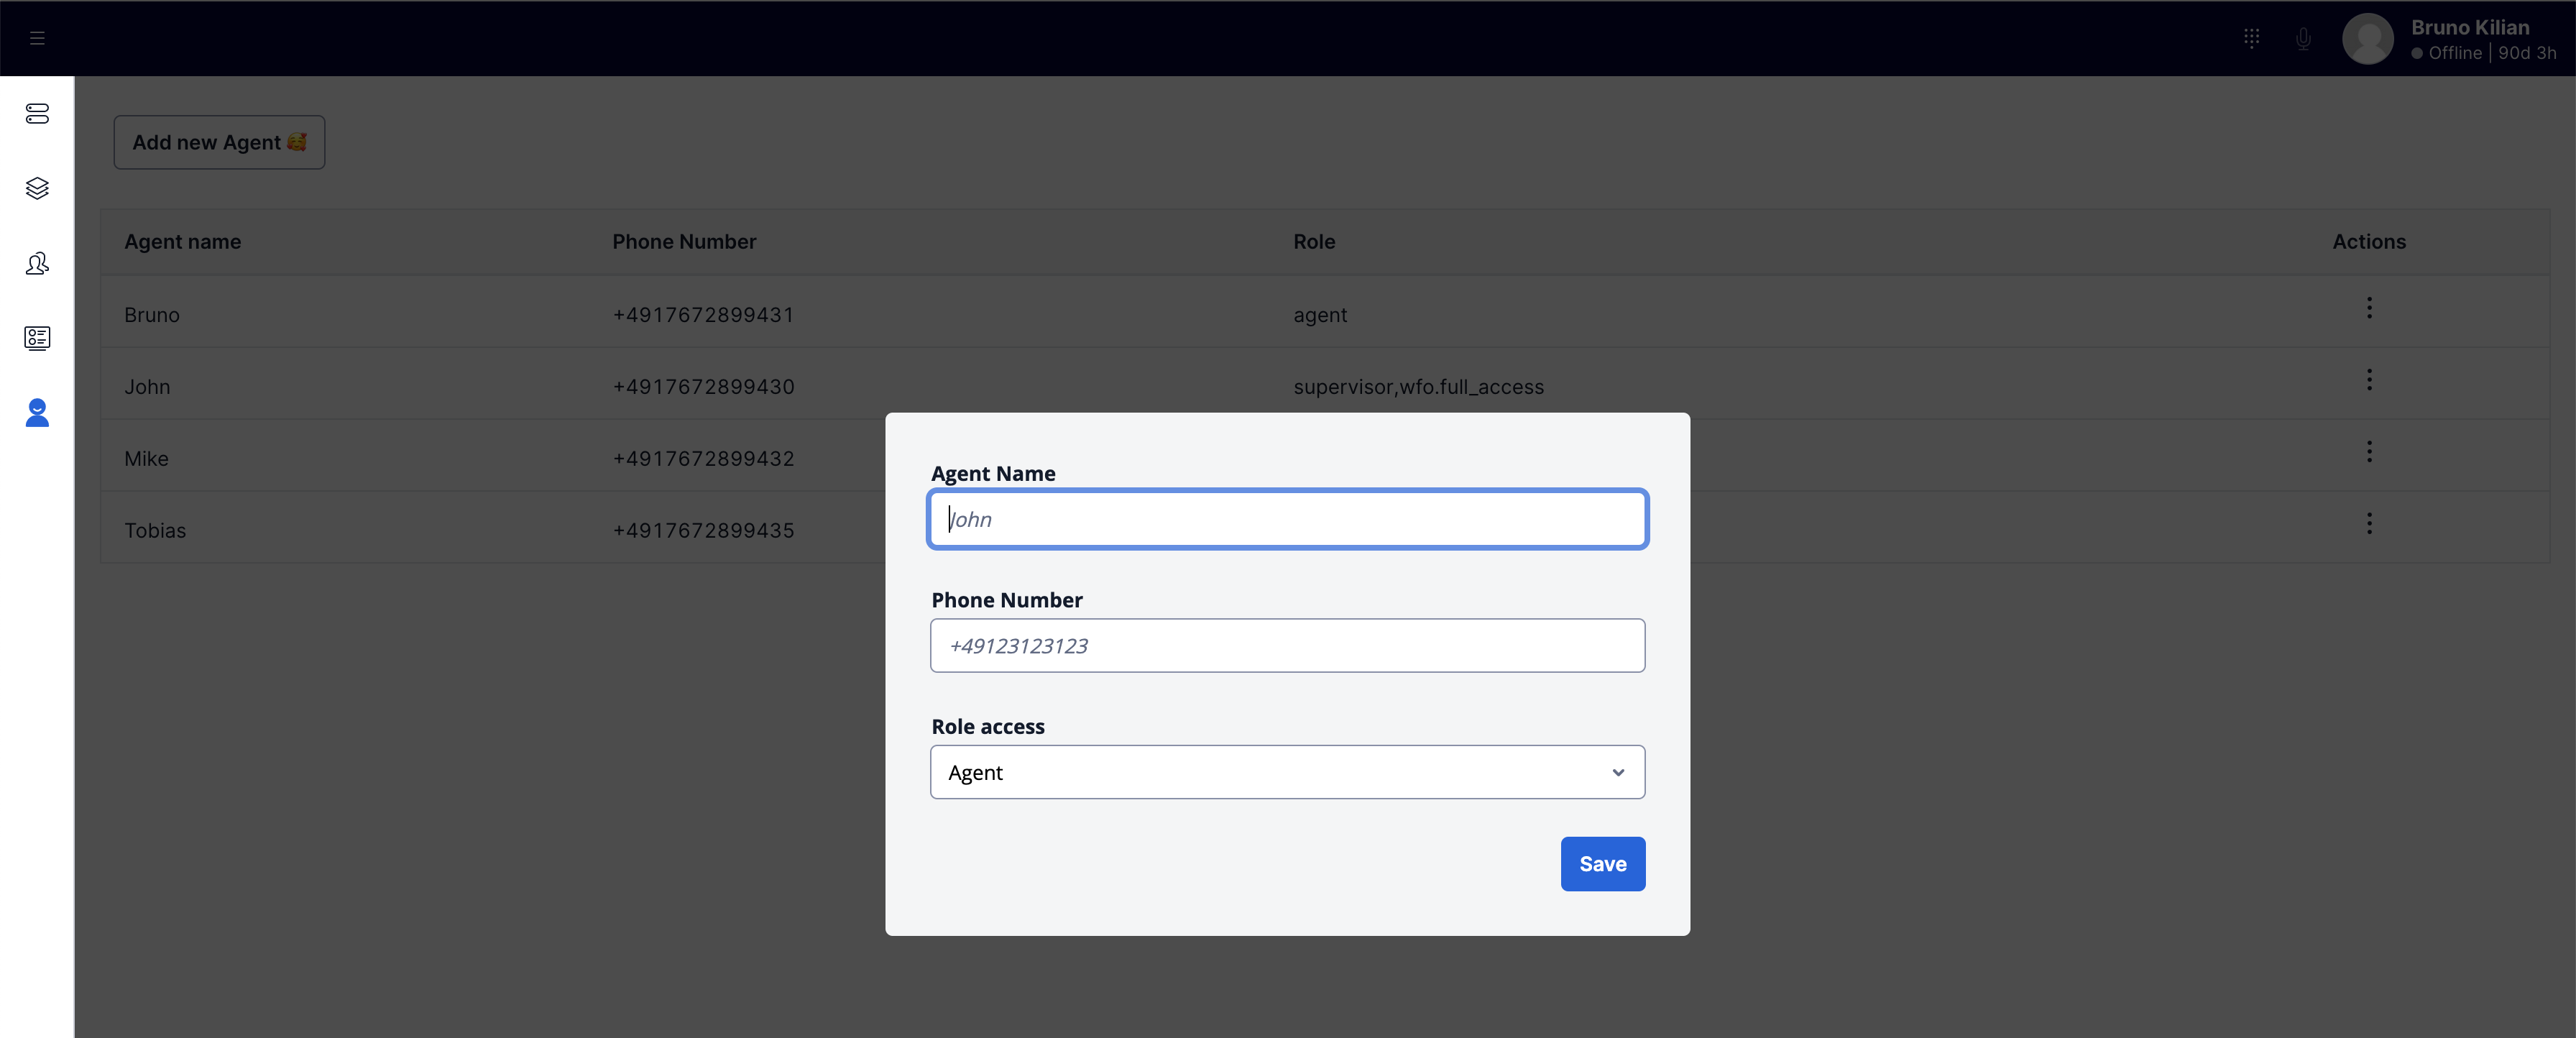 Bruno Kilian
Offline | 90d 3h
Add new Agent 🥰
Agent name Phone Number Role Actions
Bruno +4917672899431 agent
John +4917672899430 supervisor,wfo.full_access
Mike +4917672899432
Tobias +4917672899435
Agent Name
John
Phone Number
+49123123123
Role access
Agent
Save